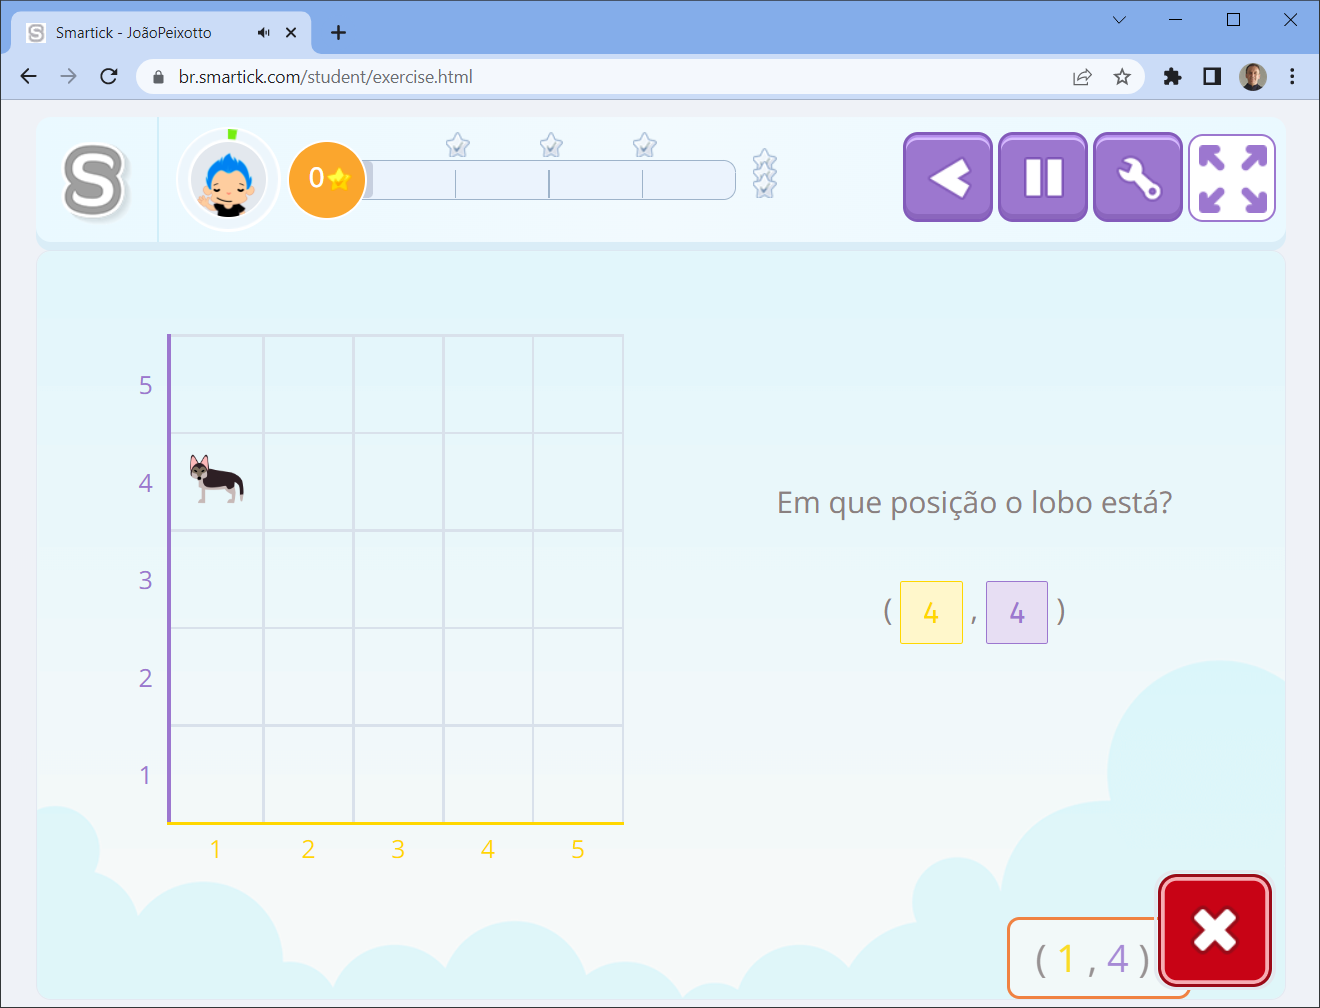 Smartick - JoãoPeixotto
br.smartick.com/student/exercise.html
S
0
5
4
3
2
1
1 2 3 4 5
Em que posição o lobo está?
( 4 , 4 )
( 1 , 4 )